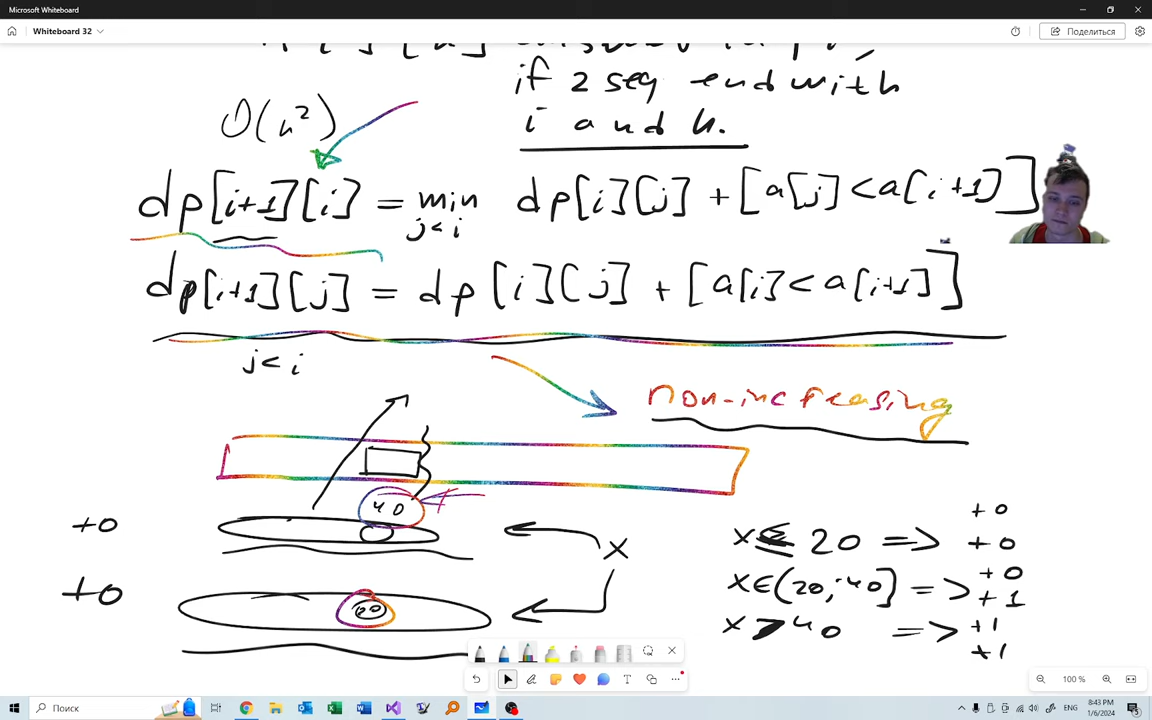 Microsoft Whiteboard
Whiteboard 32
Поделиться
if 2 seq end with
i and k.
O(n²)
dp[i+1][i] = min dp[i][j] + [a[j] < a[i+1]]
j < i
dp[i+1][j] = dp[i][j] + [a[i] < a[i+1]]
j < i
non-increasing
40
+0
X
20
+0
+0
X ≤ 20 => +0
+0
X∈(20; 40] => +1
X > 40 => +1
+1
100 %
Поиск
ENG
8:43 PM
1/6/2024